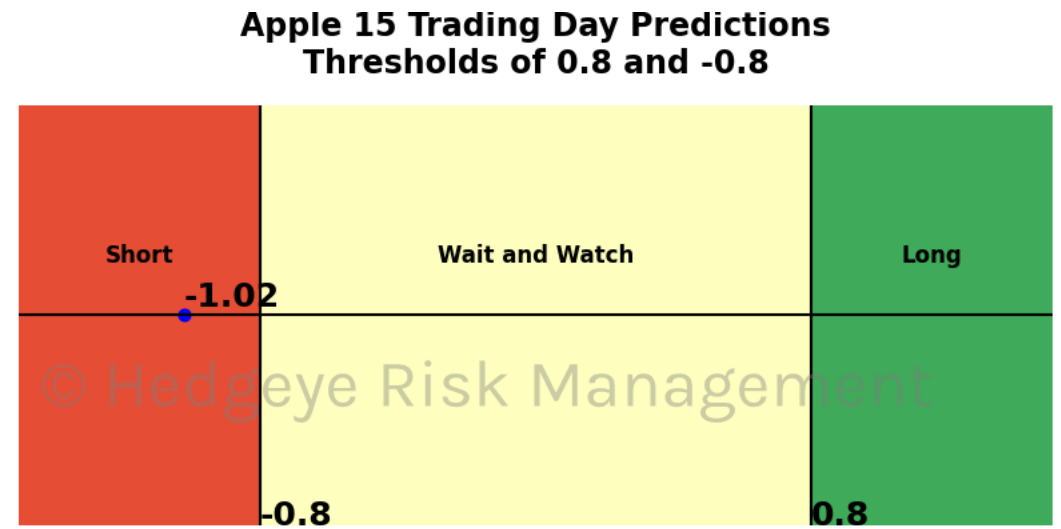 Apple 15 Trading Day Predictions
Thresholds of 0.8 and -0.8
Short
Wait and Watch
Long
-1.02
© Hedgeye Risk Management
-0.8
0.8